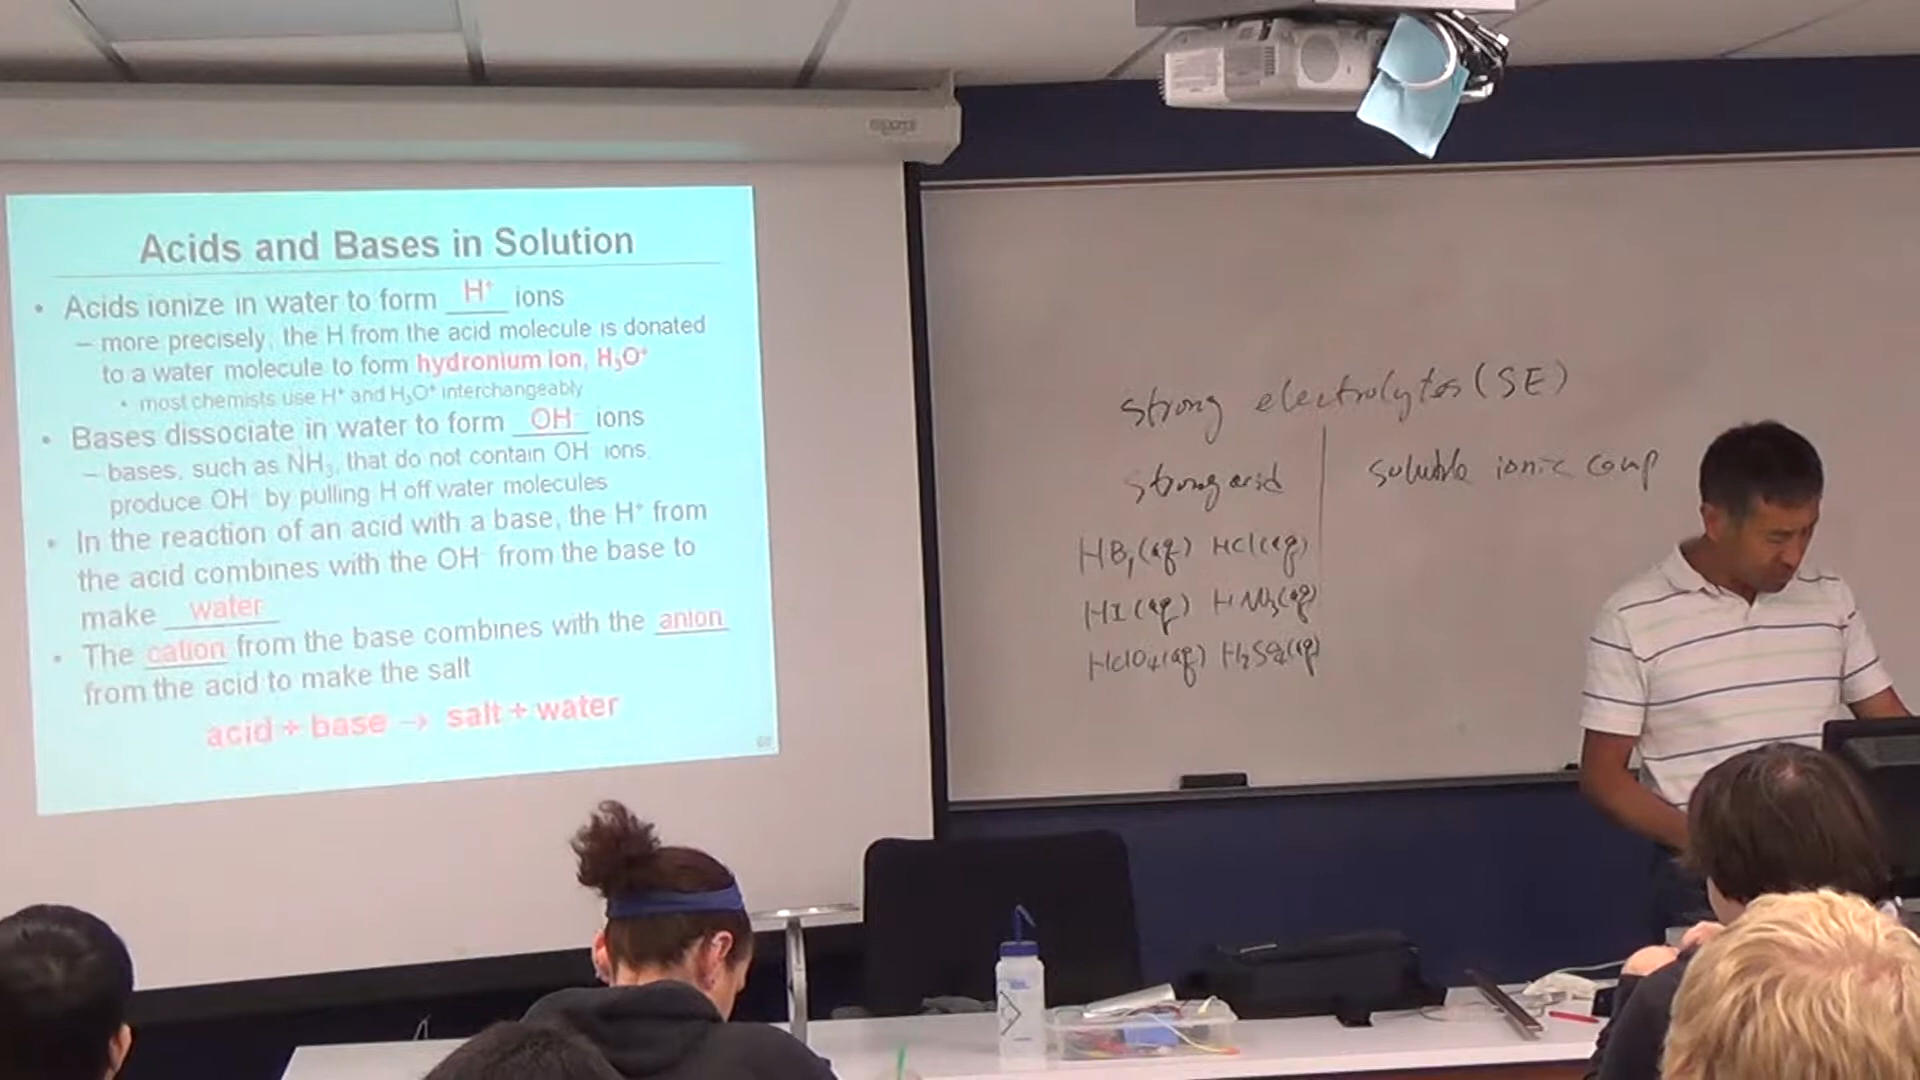 Acids and Bases in Solution
• Acids ionize in water to form H⁺ ions
– more precisely, the H from the acid molecule is donated
to a water molecule to form hydronium ion, H₃O⁺
• most chemists use H⁺ and H₃O⁺ interchangeably
• Bases dissociate in water to form OH⁻ ions
– bases, such as NH₃, that do not contain OH⁻ ions,
produce OH⁻ by pulling H off water molecules
• In the reaction of an acid with a base, the H⁺ from
the acid combines with the OH⁻ from the base to
make water
• The cation from the base combines with the anion
from the acid to make the salt
acid + base → salt + water
strong electrolytes (SE)
strong acid
soluble ionic comp
HBr(aq) HCl(aq)
HI(aq) HNO₃(aq)
HClO₄(aq) H₂SO₄(aq)